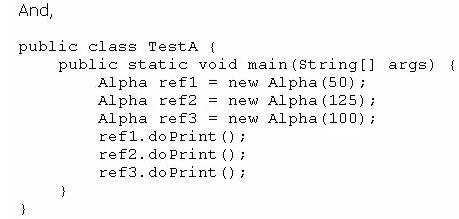 And,
public class TestA {
    public static void main(String[] args) {
        Alpha ref1 = new Alpha(50);
        Alpha ref2 = new Alpha(125);
        Alpha ref3 = new Alpha(100);
        ref1.doPrint();
        ref2.doPrint();
        ref3.doPrint();
    }
}